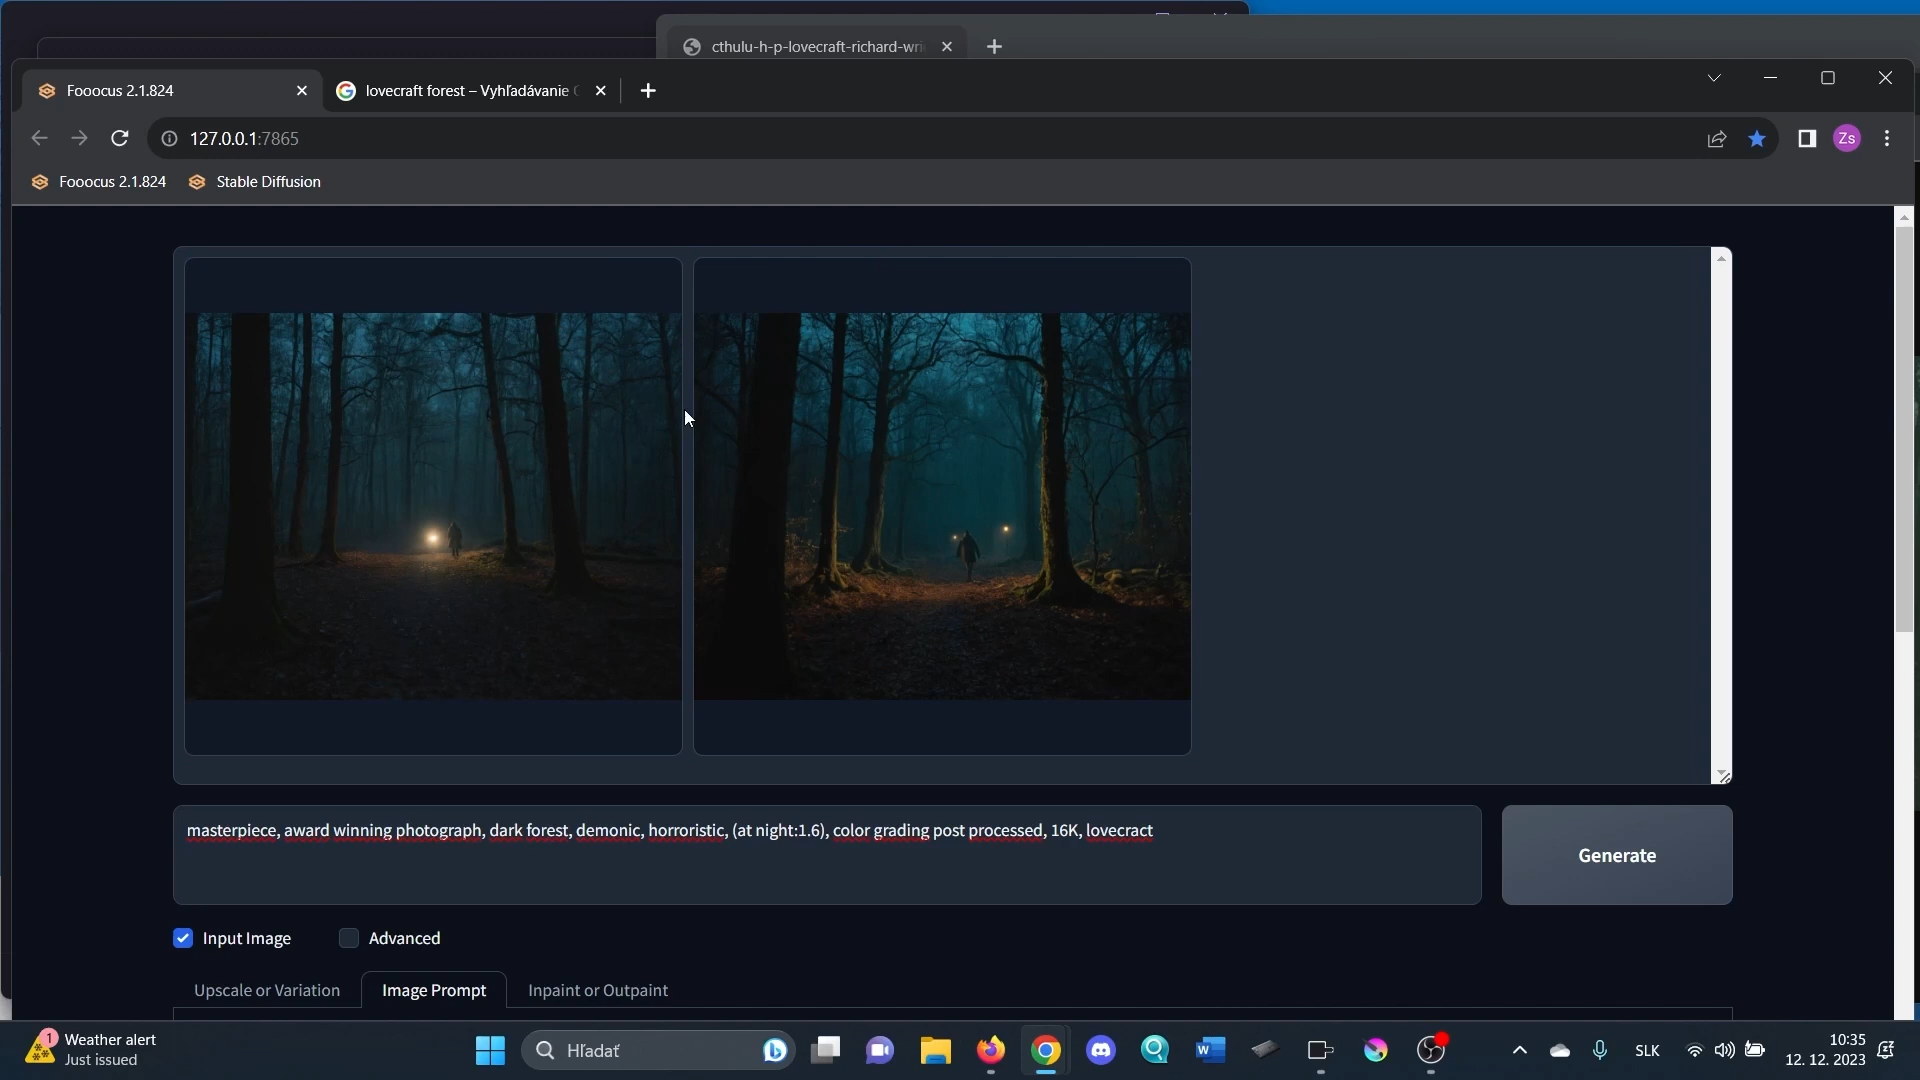 cthulu-h-p-lovecraft-richard-wri
Fooocus 2.1.824
lovecraft forest – Vyhľadávanie
127.0.0.1:7865
Zs
Fooocus 2.1.824
Stable Diffusion
masterpiece, award winning photograph, dark forest, demonic, horroristic, (at night:1.6), color grading post processed, 16K, lovecract
Generate
Input Image
Advanced
Upscale or Variation
Image Prompt
Inpaint or Outpaint
1
Weather alert
Just issued
Hľadať
W
SLK
10:35
12. 12. 2023